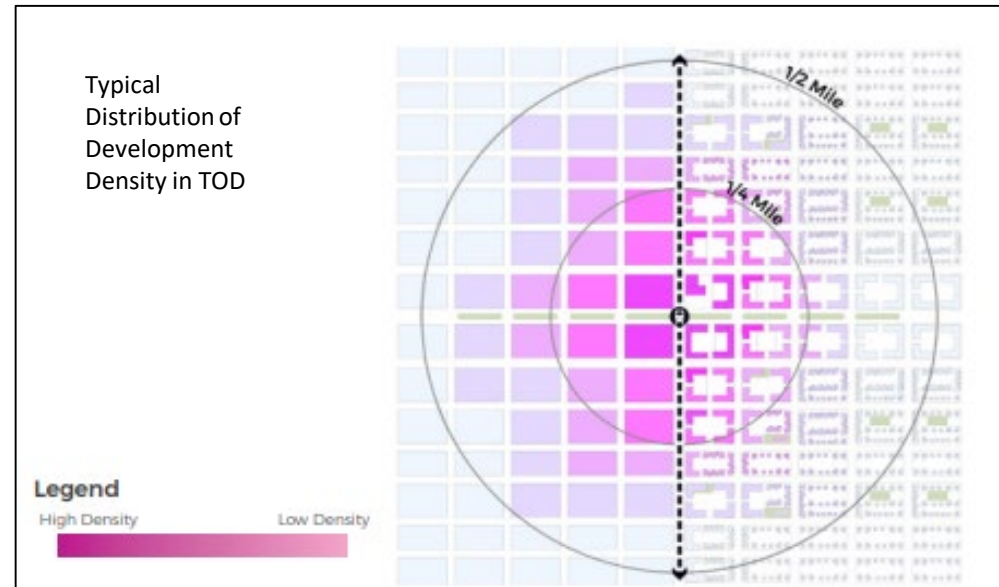 Typical
Distribution of
Development
Density in TOD
1/2 Mile
1/4 Mile
Legend
High Density Low Density